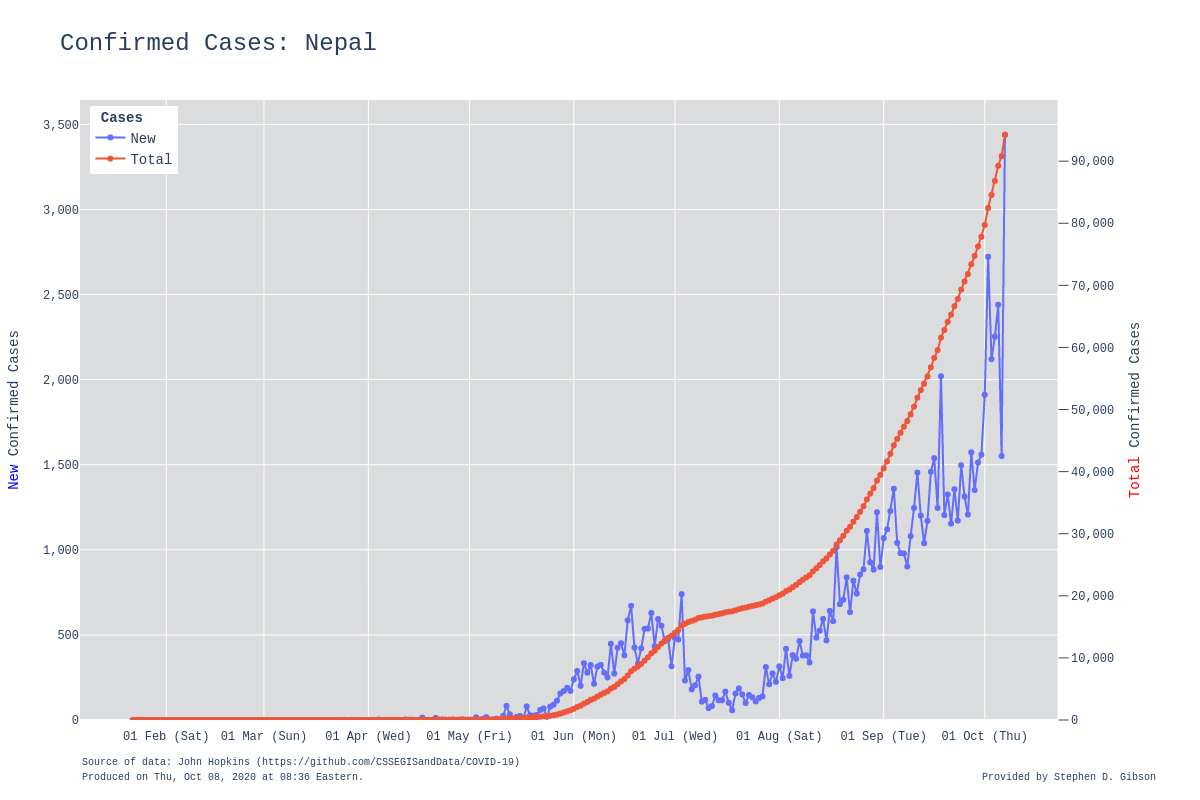 Confirmed Cases: Nepal
Cases
New
Total
3,500
3,000
2,500
2,000
1,500
1,000
500
0
New Confirmed Cases
90,000
80,000
70,000
60,000
50,000
40,000
30,000
20,000
10,000
0
Total Confirmed Cases
01 Feb (Sat) 01 Mar (Sun) 01 Apr (Wed) 01 May (Fri) 01 Jun (Mon) 01 Jul (Wed) 01 Aug (Sat) 01 Sep (Tue) 01 Oct (Thu)
Source of data: John Hopkins (https://github.com/CSSEGISandData/COVID-19)
Produced on Thu, Oct 08, 2020 at 08:36 Eastern.
Provided by Stephen D. Gibson